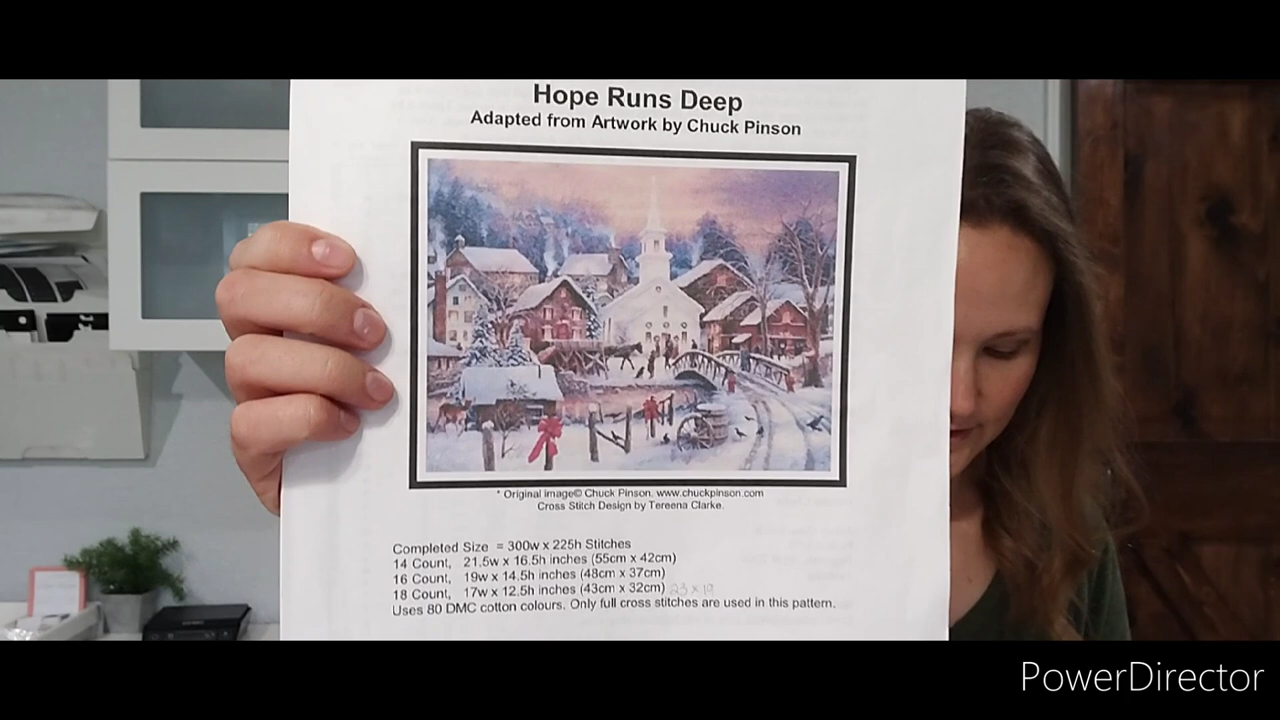 Hope Runs Deep
Adapted from Artwork by Chuck Pinson
* Original image© Chuck Pinson. www.chuckpinson.com
Cross Stitch Design by Tereena Clarke.
Completed Size = 300w x 225h Stitches
14 Count, 21.5w x 16.5h inches (55cm x 42cm)
16 Count, 19w x 14.5h inches (48cm x 37cm)
18 Count, 17w x 12.5h inches (43cm x 32cm) 23 x 19
Uses 80 DMC cotton colours. Only full cross stitches are used in this pattern.
PowerDirector